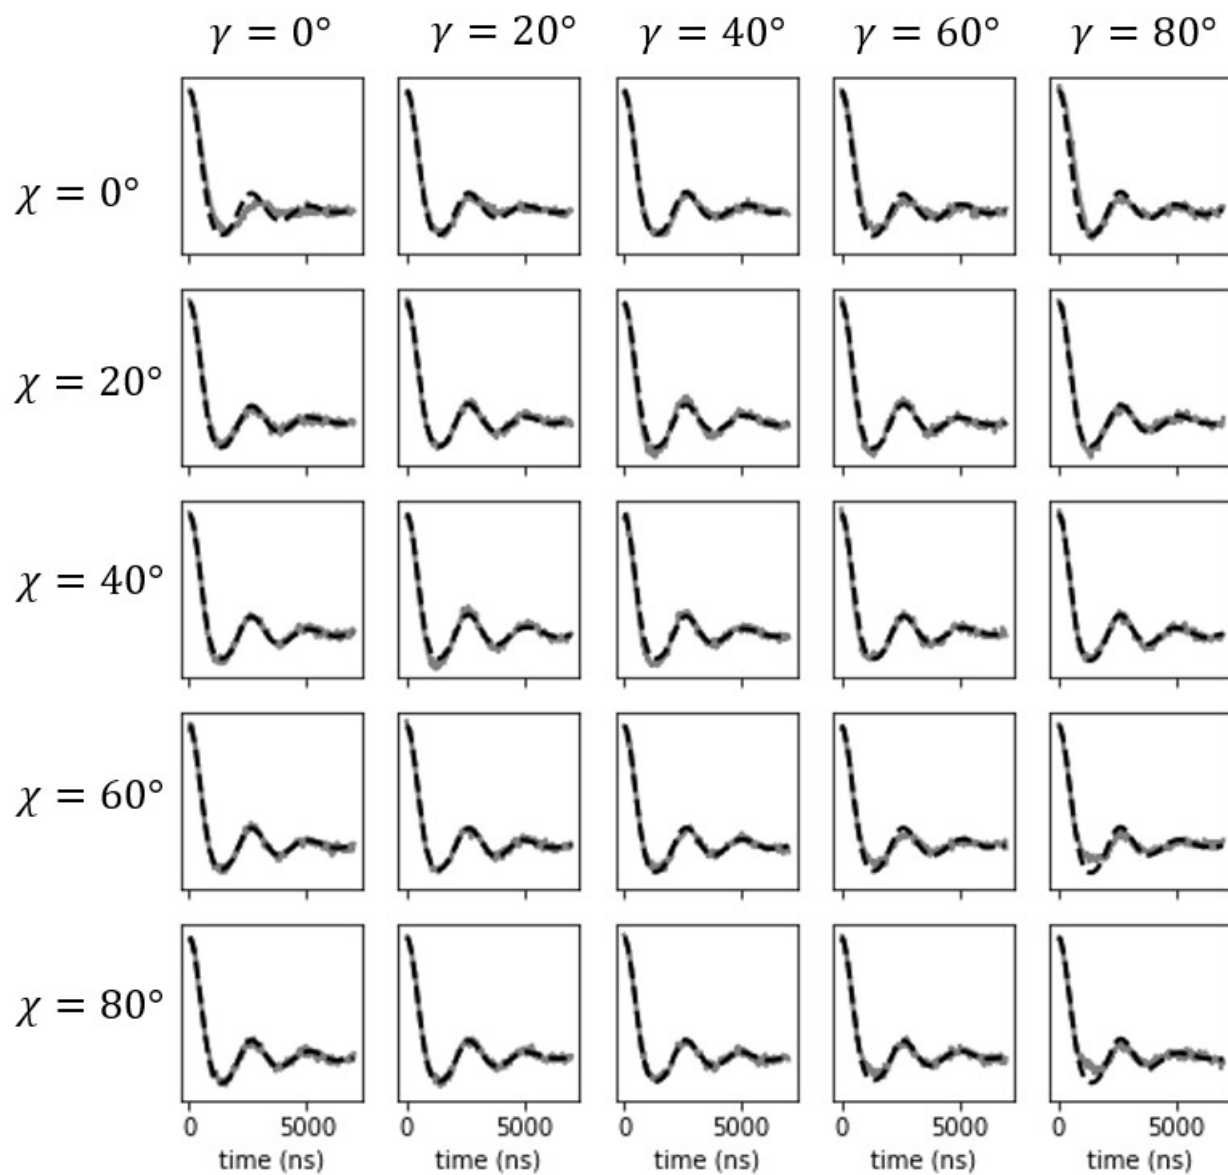 γ = 0° γ = 20° γ = 40° γ = 60° γ = 80°
χ = 0°
χ = 20°
χ = 40°
χ = 60°
χ = 80°
0 5000 0 5000 0 5000 0 5000 0 5000
time (ns) time (ns) time (ns) time (ns) time (ns)